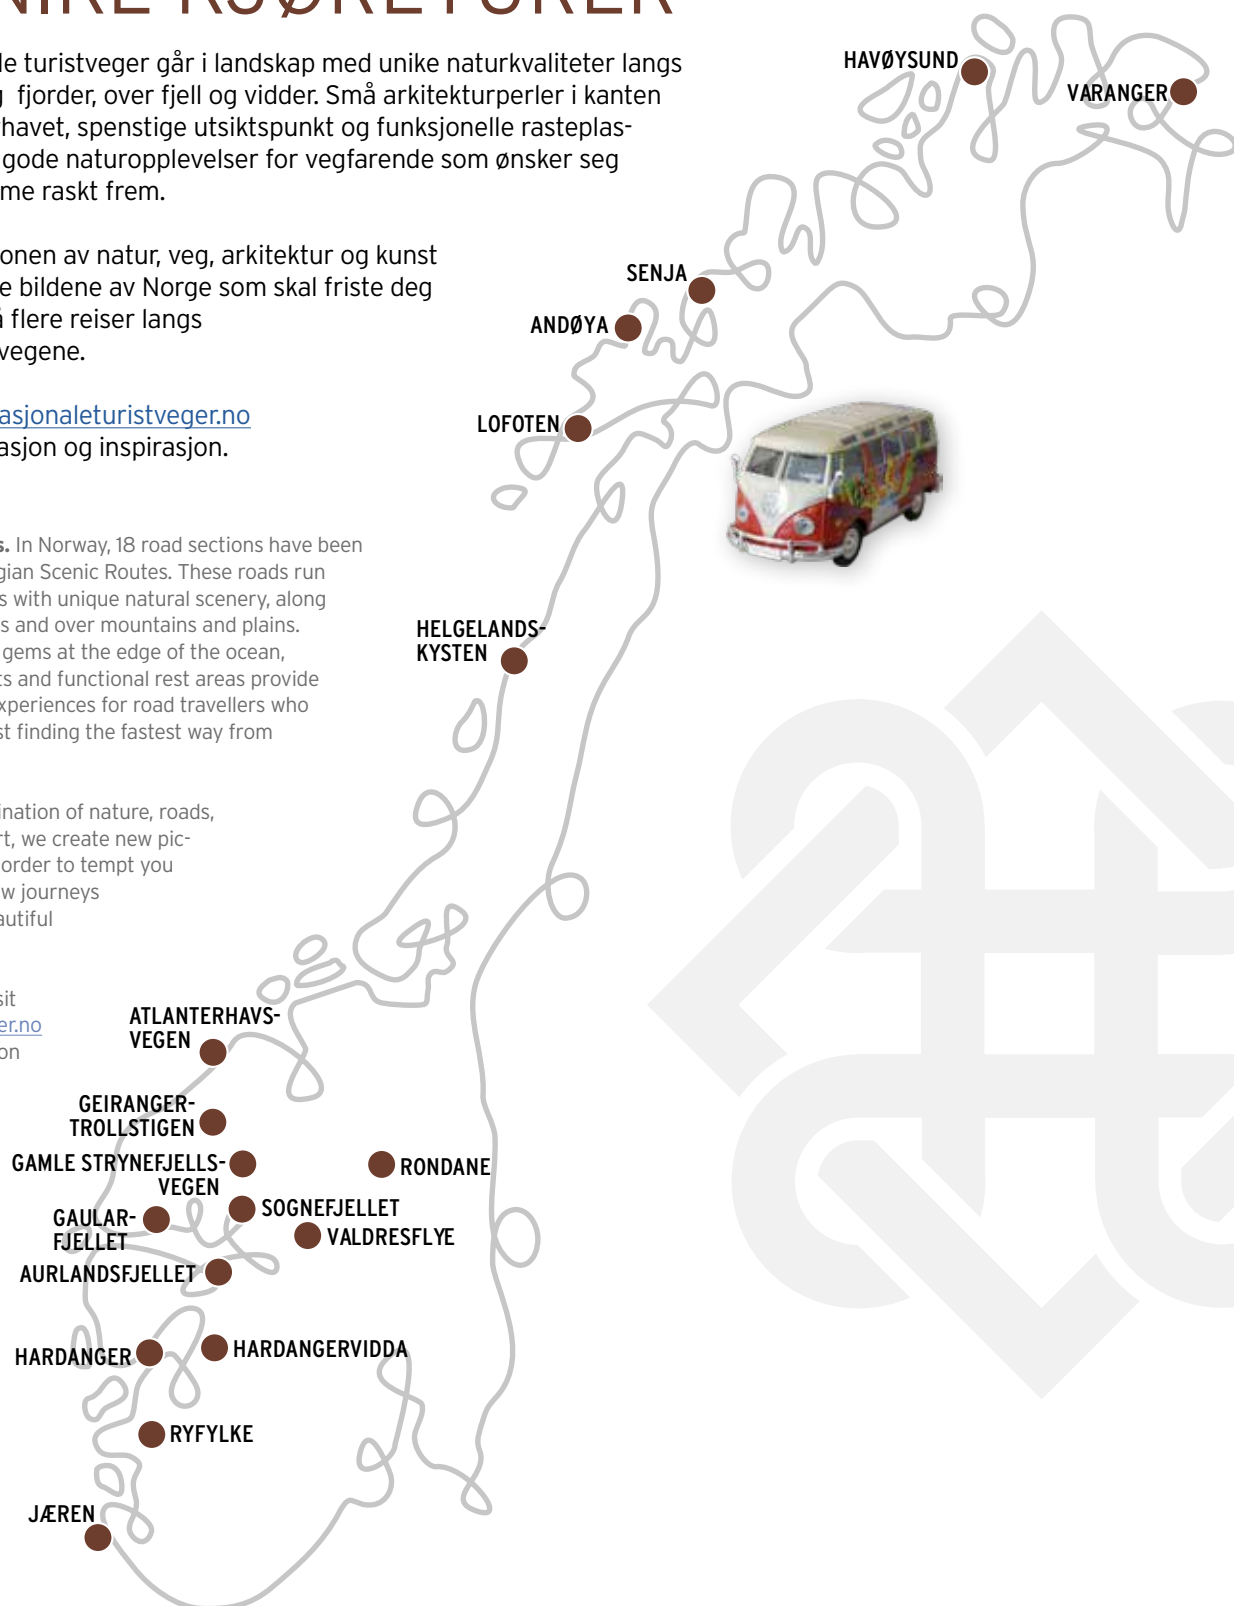 NIKE KJØRETURER
le turistveger går i landskap med unike naturkvaliteter langs
g fjorder, over fjell og vidder. Små arkitekturperler i kanten
rhavet, spenstige utsiktspunkt og funksjonelle rasteplas-
gode naturopplevelser for vegfarende som ønsker seg
me raskt frem.
onen av natur, veg, arkitektur og kunst
e bildene av Norge som skal friste deg
å flere reiser langs
vegene.
asjonaleturistveger.no
asjon og inspirasjon.
s. In Norway, 18 road sections have been
gian Scenic Routes. These roads run
s with unique natural scenery, along
s and over mountains and plains.
gems at the edge of the ocean,
ts and functional rest areas provide
xperiences for road travellers who
st finding the fastest way from
ination of nature, roads,
rt, we create new pic-
order to tempt you
w journeys
autiful
sit
er.no
on
HAVØYSUND
VARANGER
SENJA
ANDØYA
LOFOTEN
HELGELANDS-
KYSTEN
ATLANTERHAVS-
VEGEN
GEIRANGER-
TROLLSTIGEN
GAMLE STRYNEFJELLS-
VEGEN
RONDANE
SOGNEFJELLET
GAULAR-
FJELLET
VALDRESFLYE
AURLANDSFJELLET
HARDANGER
HARDANGERVIDDA
RYFYLKE
JÆREN